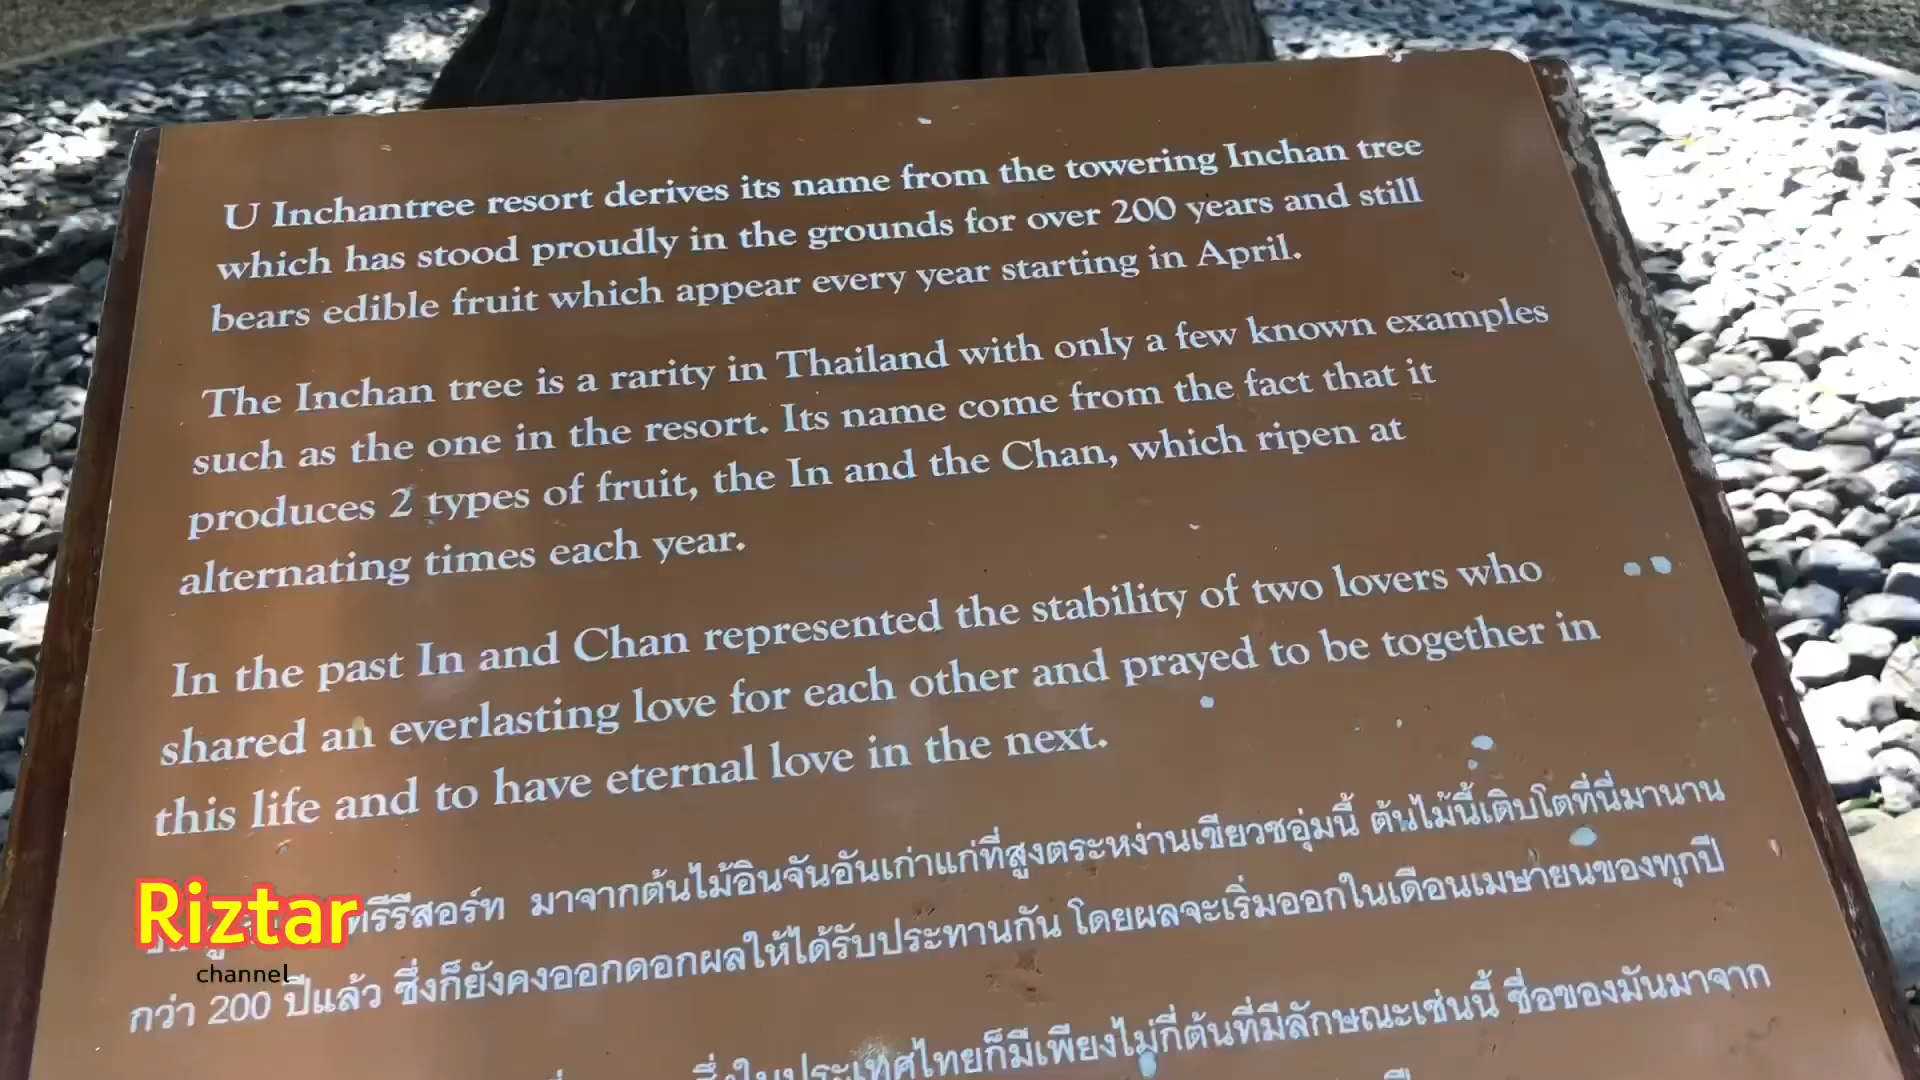 U Inchantree resort derives its name from the towering Inchan tree
which has stood proudly in the grounds for over 200 years and still
bears edible fruit which appear every year starting in April.
The Inchan tree is a rarity in Thailand with only a few known examples
such as the one in the resort. Its name come from the fact that it
produces 2 types of fruit, the In and the Chan, which ripen at
alternating times each year.
In the past In and Chan represented the stability of two lovers who
shared an everlasting love for each other and prayed to be together in
this life and to have eternal love in the next.
ทรีรีสอร์ท มาจากต้นไม้อินจันอันเก่าแก่ที่สูงตระหง่านเขียวชอุ่มนี้ ต้นไม้นี้เติบโตที่นี่มานาน
กว่า 200 ปีแล้ว ซึ่งก็ยังคงออกดอกผลให้ได้รับประทานกัน โดยผลจะเริ่มออกในเดือนเมษายนของทุกปี
ซึ่งในประเทศไทยก็มีเพียงไม่กี่ต้นที่มีลักษณะเช่นนี้ ชื่อของมันมาจาก
Riztar
channel